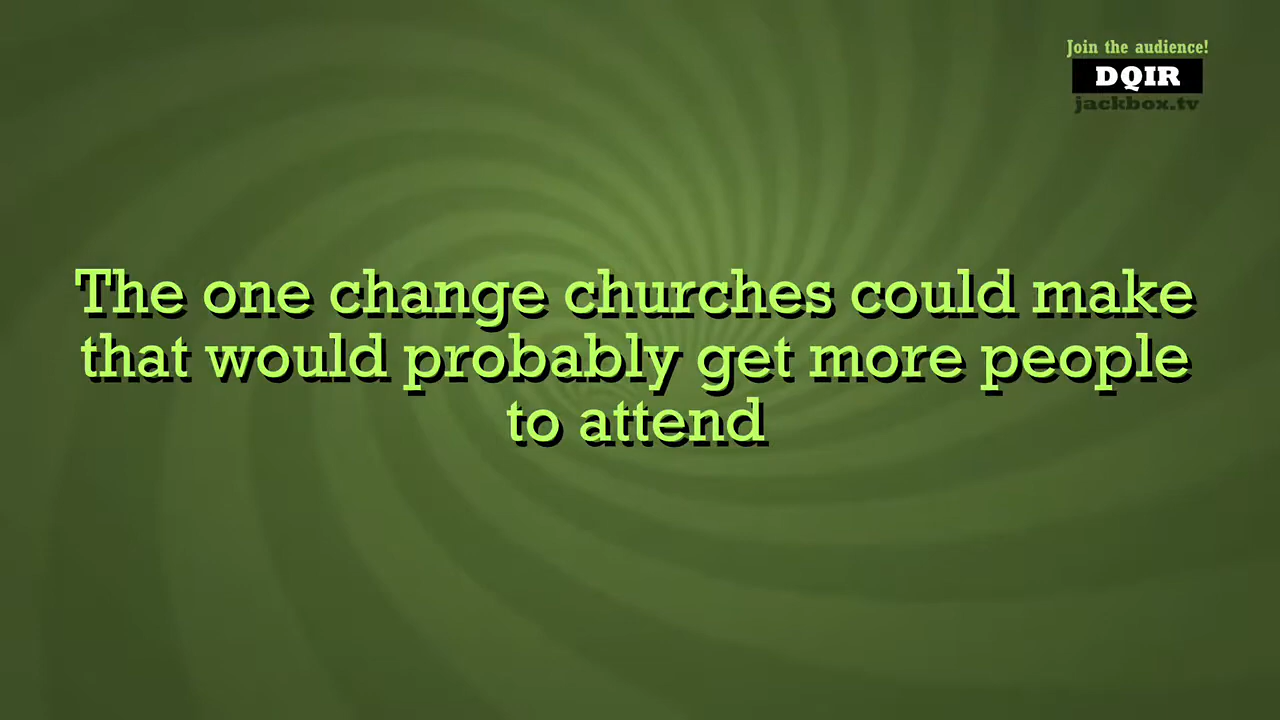 Join the audience!
DQIR
jackbox.tv
The one change churches could make
that would probably get more people
to attend